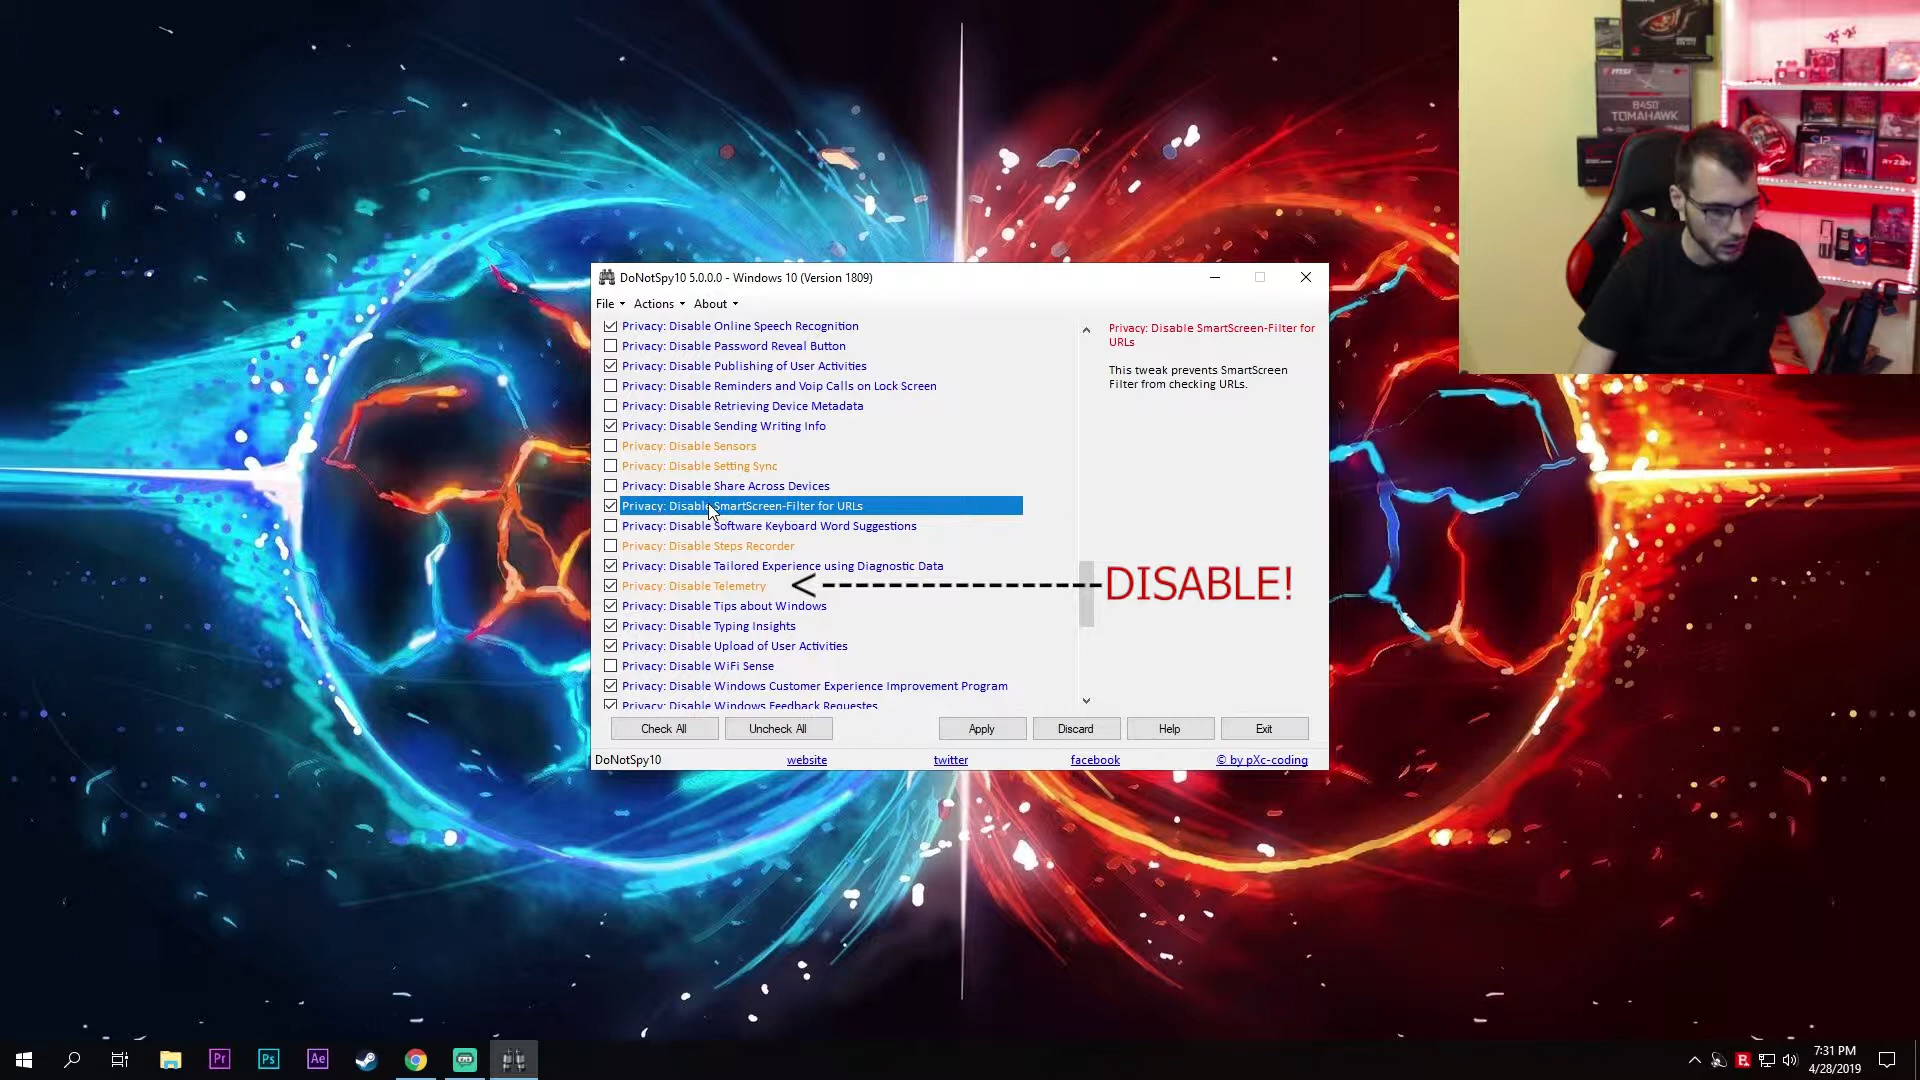 MSI
B450
TOMAHAWK
RYZEN
DoNotSpy10 5.0.0.0 - Windows 10 (Version 1809)
File Actions About
Privacy: Disable Online Speech Recognition
Privacy: Disable Password Reveal Button
Privacy: Disable Publishing of User Activities
Privacy: Disable Reminders and Voip Calls on Lock Screen
Privacy: Disable Retrieving Device Metadata
Privacy: Disable Sending Writing Info
Privacy: Disable Sensors
Privacy: Disable Setting Sync
Privacy: Disable Share Across Devices
Privacy: Disable SmartScreen-Filter for URLs
Privacy: Disable Software Keyboard Word Suggestions
Privacy: Disable Steps Recorder
Privacy: Disable Tailored Experience using Diagnostic Data
Privacy: Disable Telemetry
Privacy: Disable Tips about Windows
Privacy: Disable Typing Insights
Privacy: Disable Upload of User Activities
Privacy: Disable WiFi Sense
Privacy: Disable Windows Customer Experience Improvement Program
Privacy: Disable Windows Feedback Requestes
Privacy: Disable SmartScreen-Filter for
URLs
This tweak prevents SmartScreen
Filter from checking URLs.
DISABLE!
Check All Uncheck All Apply Discard Help Exit
DoNotSpy10 website twitter facebook © by pXc-coding
Pr Ps Ae
7:31 PM
4/28/2019